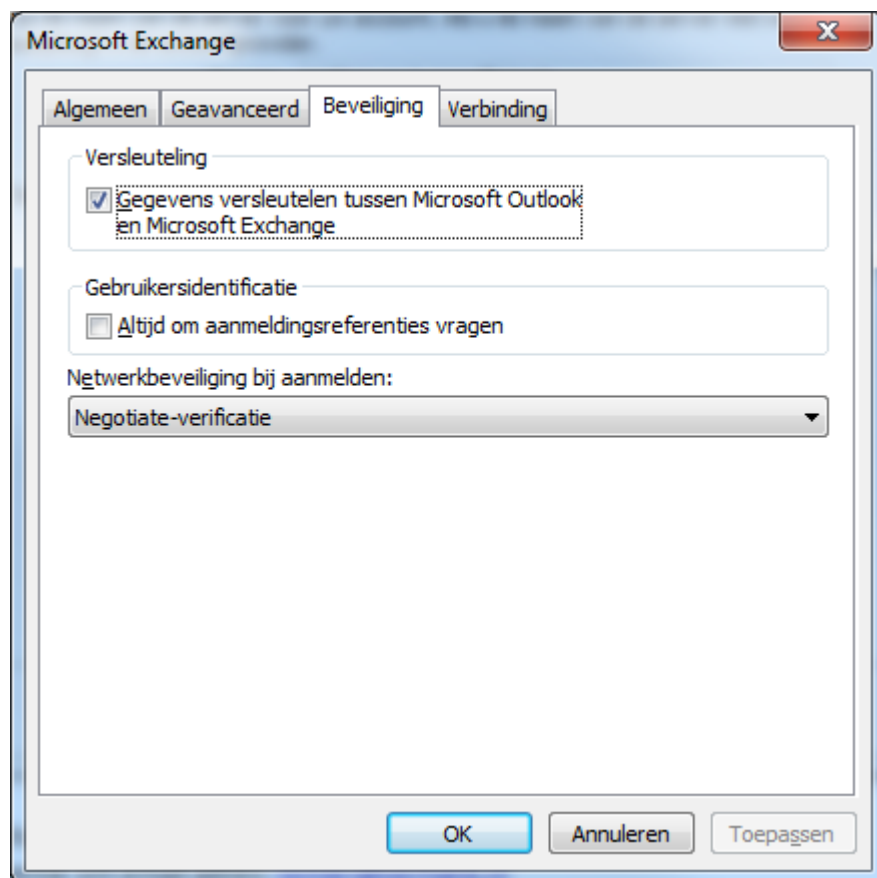 Microsoft Exchange
Algemeen Geavanceerd Beveiliging Verbinding
Versleuteling
Gegevens versleutelen tussen Microsoft Outlook
en Microsoft Exchange
Gebruikersidentificatie
Altijd om aanmeldingsreferenties vragen
Netwerkbeveiliging bij aanmelden:
Negotiate-verificatie
OK Annuleren Toepassen